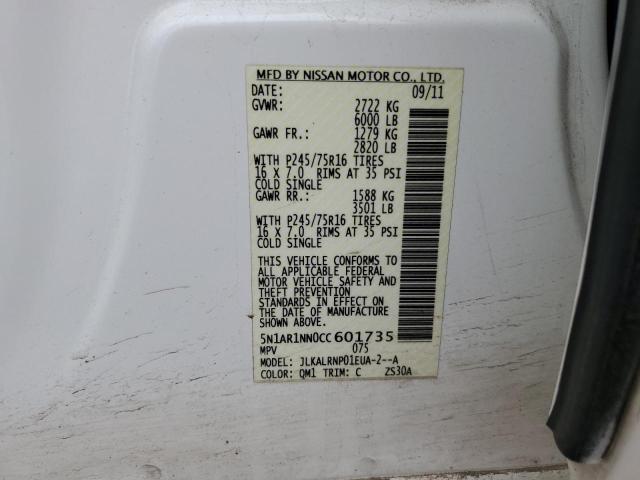 MFD BY NISSAN MOTOR CO., LTD.
DATE: 09/11
GVWR: 2722 KG
6000 LB
GAWR FR.: 1279 KG
2820 LB
WITH P245/75R16 TIRES
16 X 7.0 RIMS AT 35 PSI
COLD SINGLE
GAWR RR.: 1588 KG
3501 LB
WITH P245/75R16 TIRES
16 X 7.0 RIMS AT 35 PSI
COLD SINGLE
THIS VEHICLE CONFORMS TO
ALL APPLICABLE FEDERAL
MOTOR VEHICLE SAFETY AND
THEFT PREVENTION
STANDARDS IN EFFECT ON
THE DATE OF MANUFACTURE
SHOWN ABOVE
5N1AR1NN0CC601735
MPV 075
MODEL: JLKALRNP01EUA-2--A
COLOR: QM1 TRIM: C ZS30A